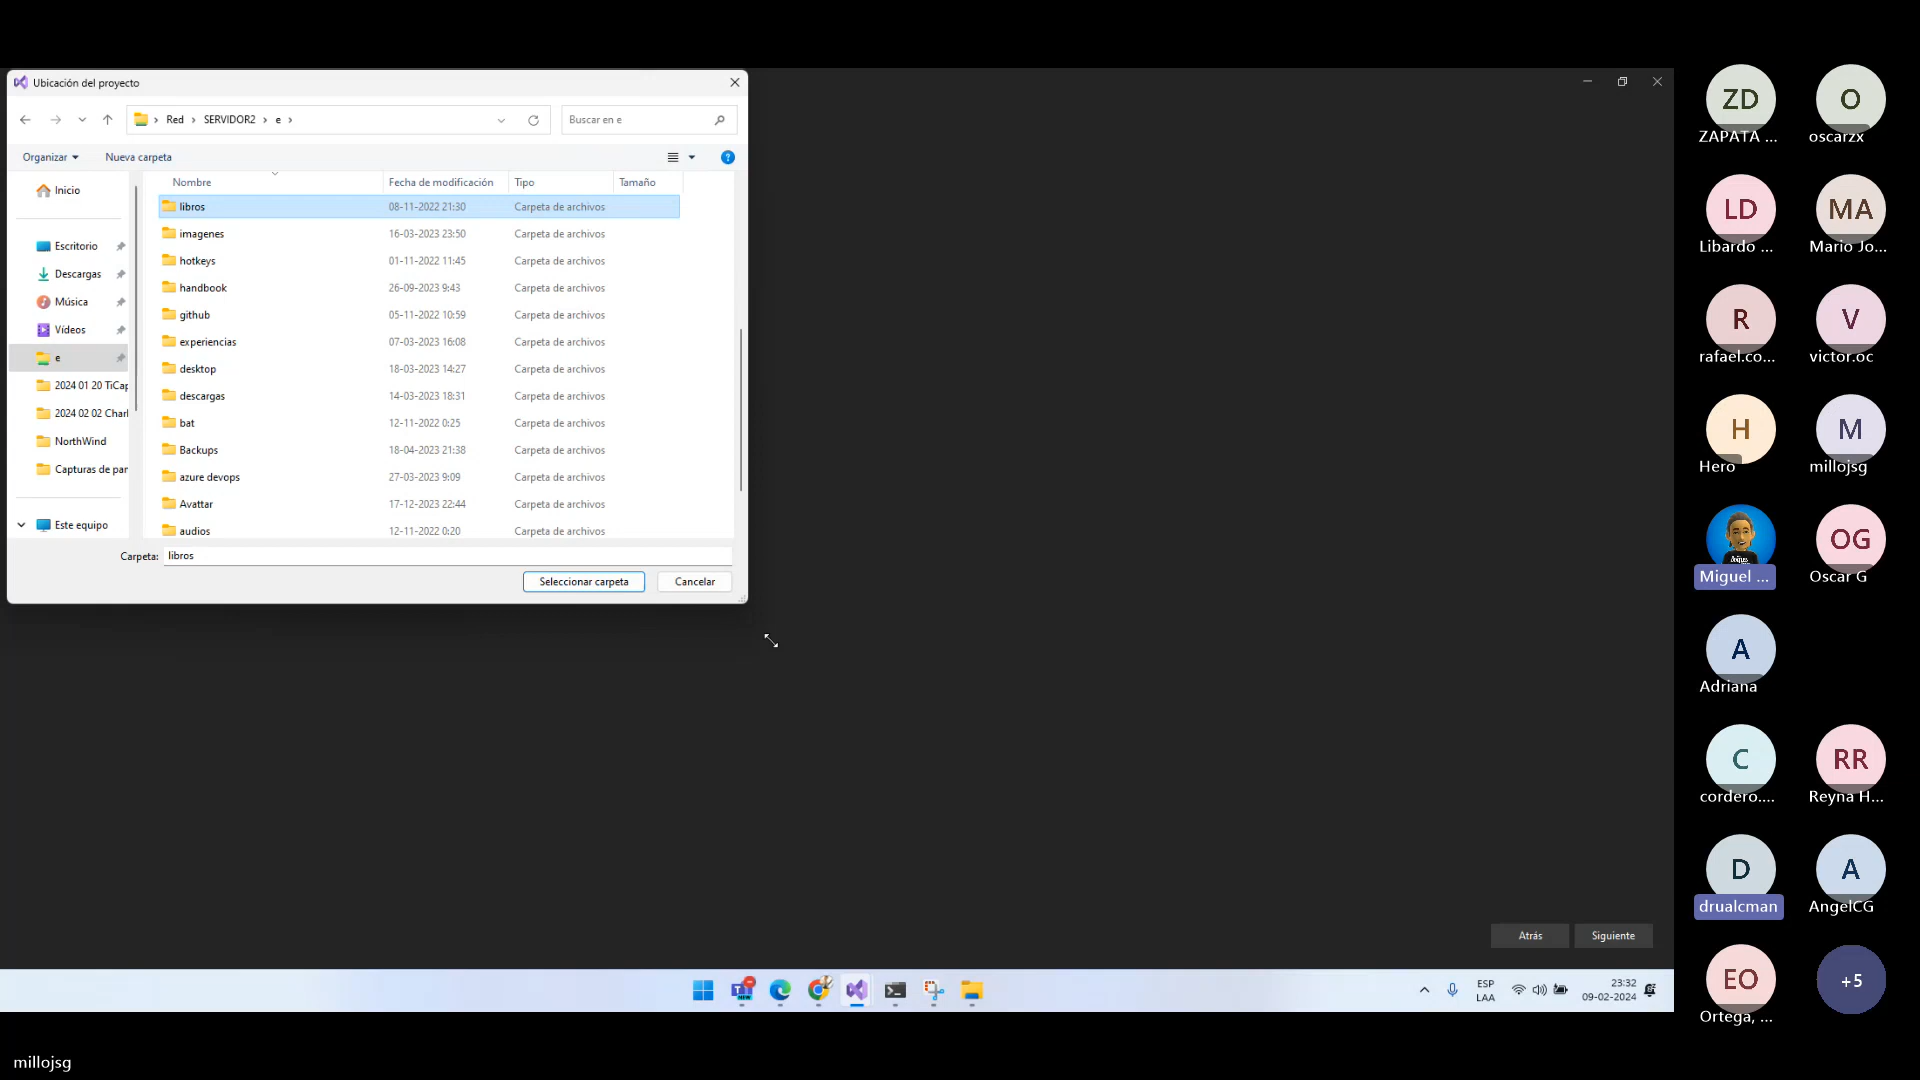 Ubicación del proyecto
Red > SERVIDOR2 > e >
Buscar en e
Organizar
Nueva carpeta
Nombre Fecha de modificación Tipo Tamaño
Inicio
Escritorio
Descargas
Música
Vídeos
e
2024 01 20 TiCap
2024 02 02 Charl
NorthWind
Capturas de par
Este equipo
libros 08-11-2022 21:30 Carpeta de archivos
imagenes 16-03-2023 23:50 Carpeta de archivos
hotkeys 01-11-2022 11:45 Carpeta de archivos
handbook 26-09-2023 9:43 Carpeta de archivos
github 05-11-2022 10:59 Carpeta de archivos
experiencias 07-03-2023 16:08 Carpeta de archivos
desktop 18-03-2023 14:27 Carpeta de archivos
descargas 14-03-2023 18:31 Carpeta de archivos
bat 12-11-2022 0:25 Carpeta de archivos
Backups 18-04-2023 21:38 Carpeta de archivos
azure devops 27-03-2023 9:09 Carpeta de archivos
Avattar 17-12-2023 22:44 Carpeta de archivos
audios 12-11-2022 0:20 Carpeta de archivos
Carpeta: libros
Seleccionar carpeta
Cancelar
Atrás
Siguiente
ESP
LAA
23:32
09-02-2024
ZD
ZAPATA ...
O
oscarzx
LD
Libardo ...
MA
Mario Jo...
R
rafael.co...
V
victor.oc
H
Hero
M
millojsg
Miguel ...
OG
Oscar G
A
Adriana
C
cordero....
RR
Reyna H...
D
drualcman
A
AngelCG
EO
Ortega, ...
+5
millojsg